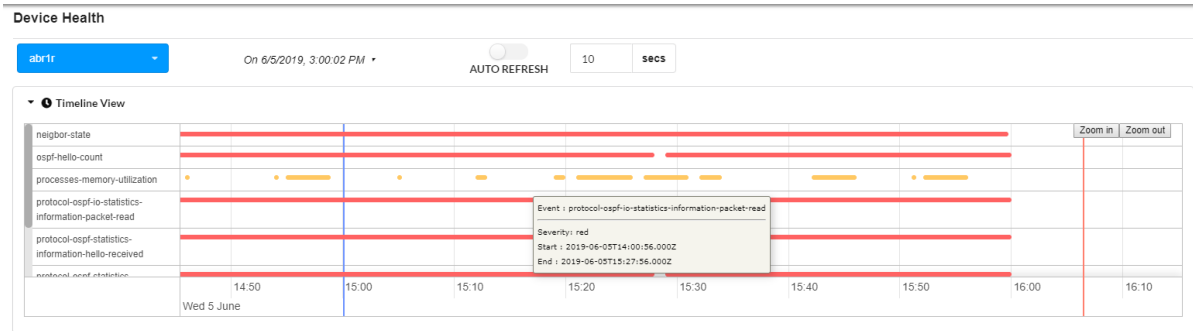 Device Health
abr1r
On 6/5/2019, 3:00:02 PM
AUTO REFRESH
10
secs
Timeline View
Zoom in
Zoom out
neigbor-state
ospf-hello-count
processes-memory-utilization
protocol-ospf-io-statistics-
information-packet-read
protocol-ospf-statistics-
information-hello-received
protocol-ospf-statistics-
Event : protocol-ospf-io-statistics-information-packet-read
Severity: red
Start : 2019-06-05T14:00:56.000Z
End : 2019-06-05T15:27:56.000Z
14:50
15:00
15:10
15:20
15:30
15:40
15:50
16:00
16:10
Wed 5 June